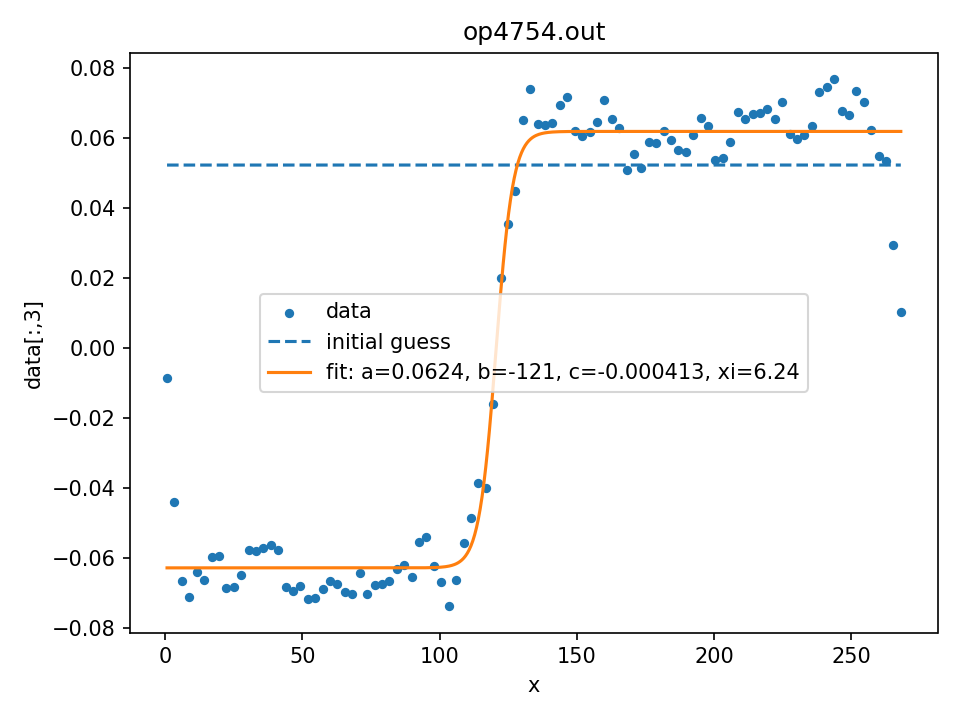 op4754.out
data[:,3]
0.08
0.06
0.04
0.02
0.00
−0.02
−0.04
−0.06
−0.08
data
initial guess
fit: a=0.0624, b=-121, c=-0.000413, xi=6.24
0 50 100 150 200 250
x